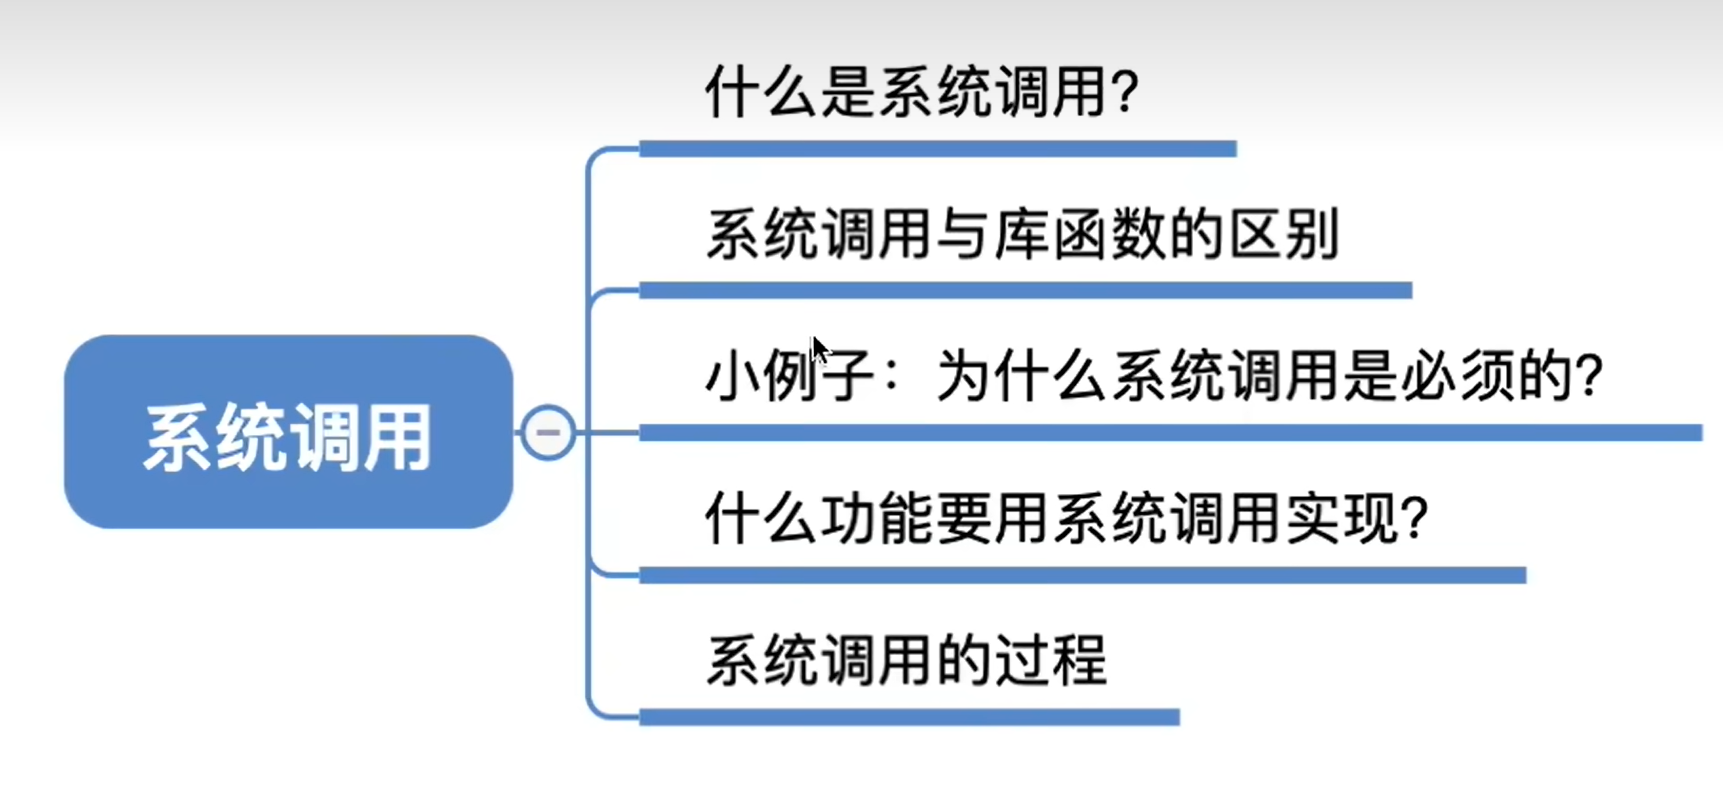 什么是系统调用?
系统调用与库函数的区别
小例子：为什么系统调用是必须的?
系统调用
什么功能要用系统调用实现?
系统调用的过程